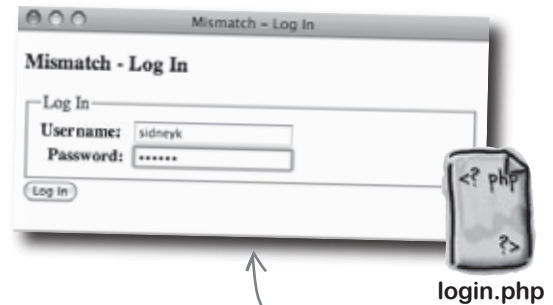 Mismatch - Log In
Mismatch - Log In
Log In
Username: sidneyk
Password: ••••••
Log In
<? php
?>
login.php